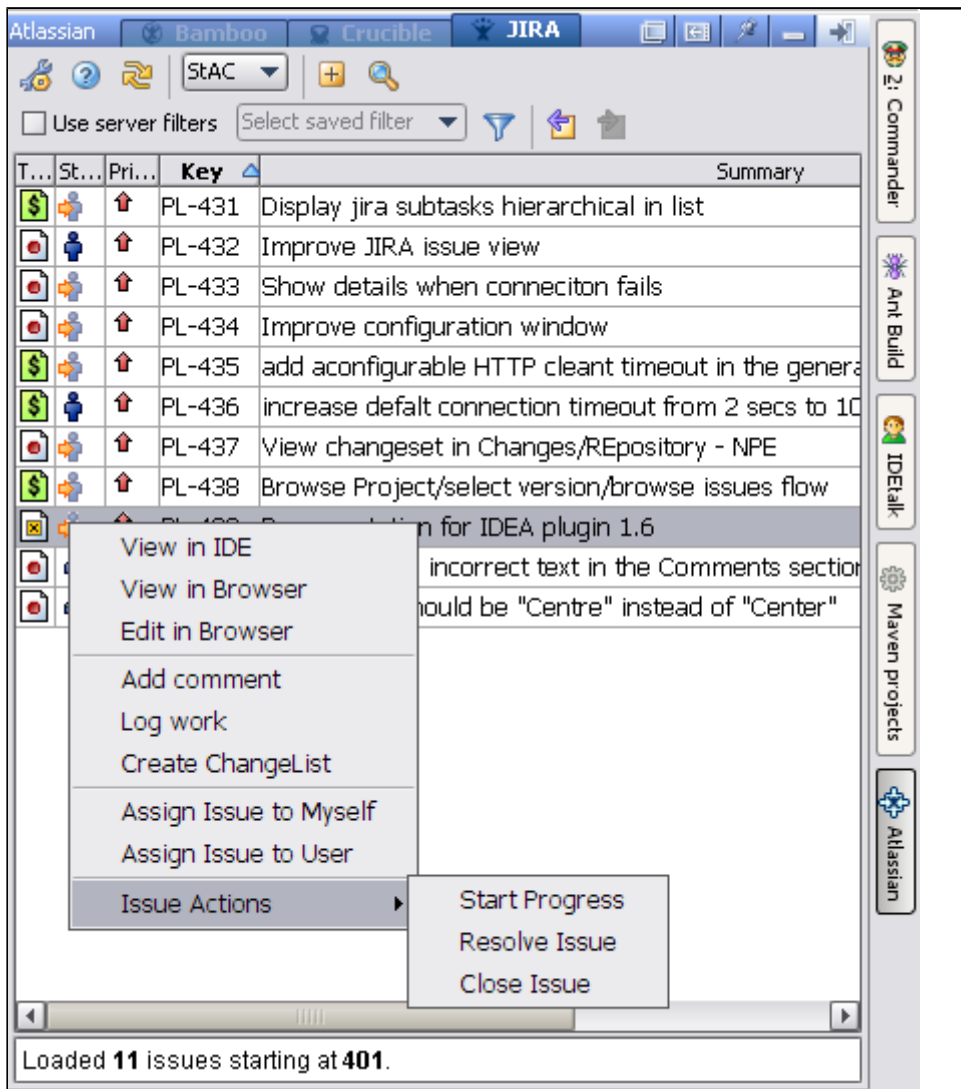 Atlassian Bamboo Crucible JIRA
StAC
Use server filters Select saved filter
T... St... Pri... Key Summary
PL-431 Display jira subtasks hierarchical in list
PL-432 Improve JIRA issue view
PL-433 Show details when conneciton fails
PL-434 Improve configuration window
PL-435 add aconfigurable HTTP cleant timeout in the genera
PL-436 increase defalt connection timeout from 2 secs to 10
PL-437 View changeset in Changes/REpository - NPE
PL-438 Browse Project/select version/browse issues flow
for IDEA plugin 1.6
incorrect text in the Comments section
ould be "Centre" instead of "Center"
View in IDE
View in Browser
Edit in Browser
Add comment
Log work
Create ChangeList
Assign Issue to Myself
Assign Issue to User
Issue Actions
Start Progress
Resolve Issue
Close Issue
Loaded 11 issues starting at 401.
2: Commander
Ant Build
IDEtalk
Maven projects
Atlassian